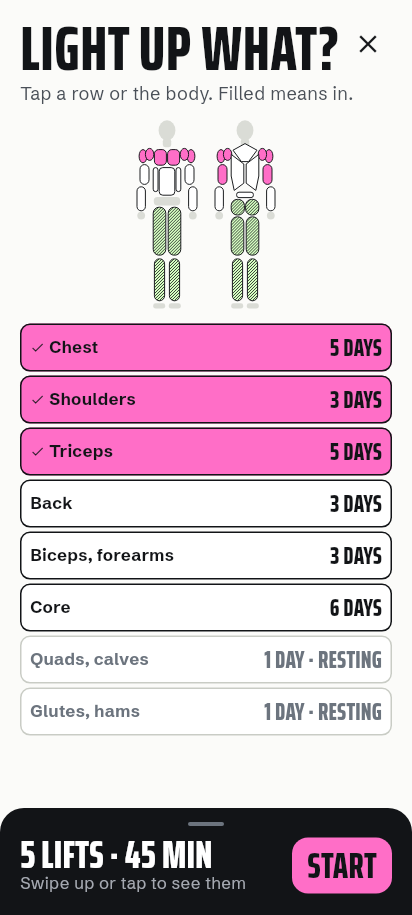 LIGHT UP WHAT?
Tap a row or the body. Filled means in.
✓ Chest 5 DAYS
✓ Shoulders 3 DAYS
✓ Triceps 5 DAYS
Back 3 DAYS
Biceps, forearms 3 DAYS
Core 6 DAYS
Quads, calves 1 DAY · RESTING
Glutes, hams 1 DAY · RESTING
5 LIFTS · 45 MIN
Swipe up or tap to see them
START